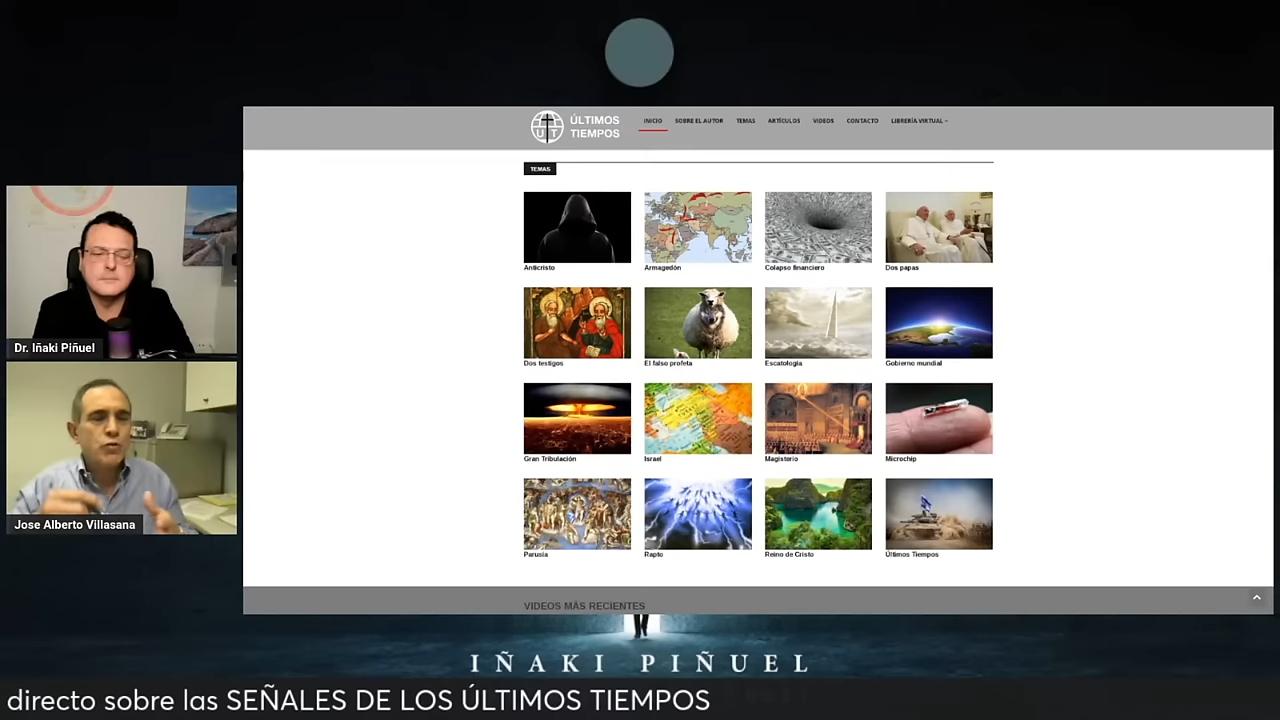 ÚLTIMOS
TIEMPOS
UT
INICIO SOBRE EL AUTOR TEMAS ARTÍCULOS VIDEOS CONTACTO LIBRERÍA VIRTUAL
TEMAS
Anticristo Armagedón Colapso financiero Dos papas
Dos testigos El falso profeta Escatología Gobierno mundial
Gran Tribulación Israel Magisterio Microchip
Parusía Rapto Reino de Cristo Últimos Tiempos
VIDEOS MÁS RECIENTES
Dr. Iñaki Piñuel
Jose Alberto Villasana
IÑAKI PIÑUEL
directo sobre las SEÑALES DE LOS ÚLTIMOS TIEMPOS